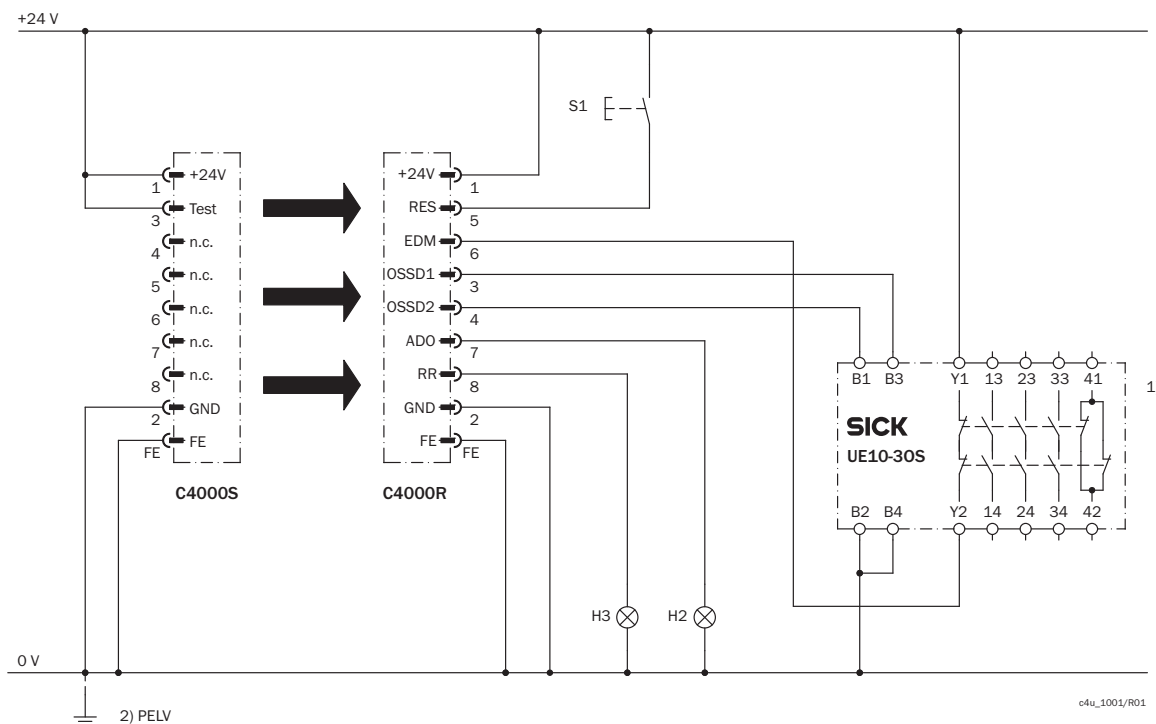 +24 V
S1
+24V
1
Test
3
n.c.
4
n.c.
5
n.c.
6
n.c.
7
n.c.
8
GND
2
FE
FE
C4000S
+24V
1
RES
5
EDM
6
OSSD1
3
OSSD2
4
ADO
7
RR
8
GND
2
FE
FE
C4000R
B1 B3 Y1 13 23 33 41
1
SICK
UE10-3OS
B2 B4 Y2 14 24 34 42
H3
H2
0 V
2) PELV
c4u_1001/R01